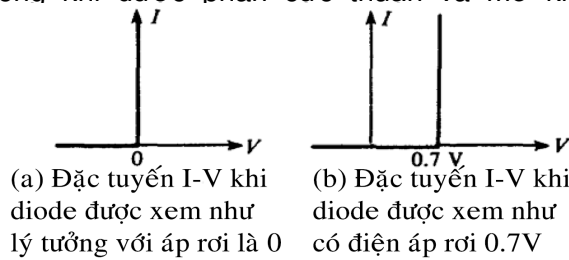 I
I
V
V
0
0.7 V
(a) Đặc tuyến I-V khi
diode được xem như
lý tưởng với áp rơi là 0
(b) Đặc tuyến I-V khi
diode được xem như
có điện áp rơi 0.7V